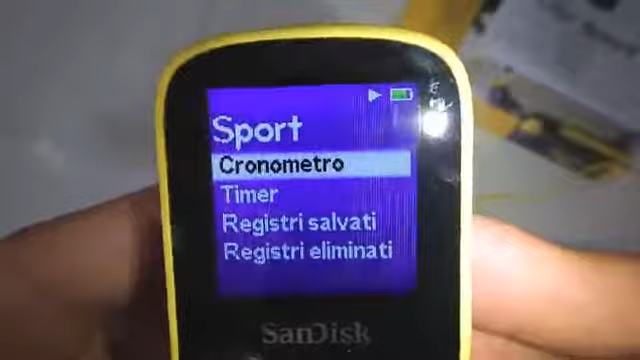 Sport
Cronometro
Timer
Registri salvati
Registri eliminati
SanDisk